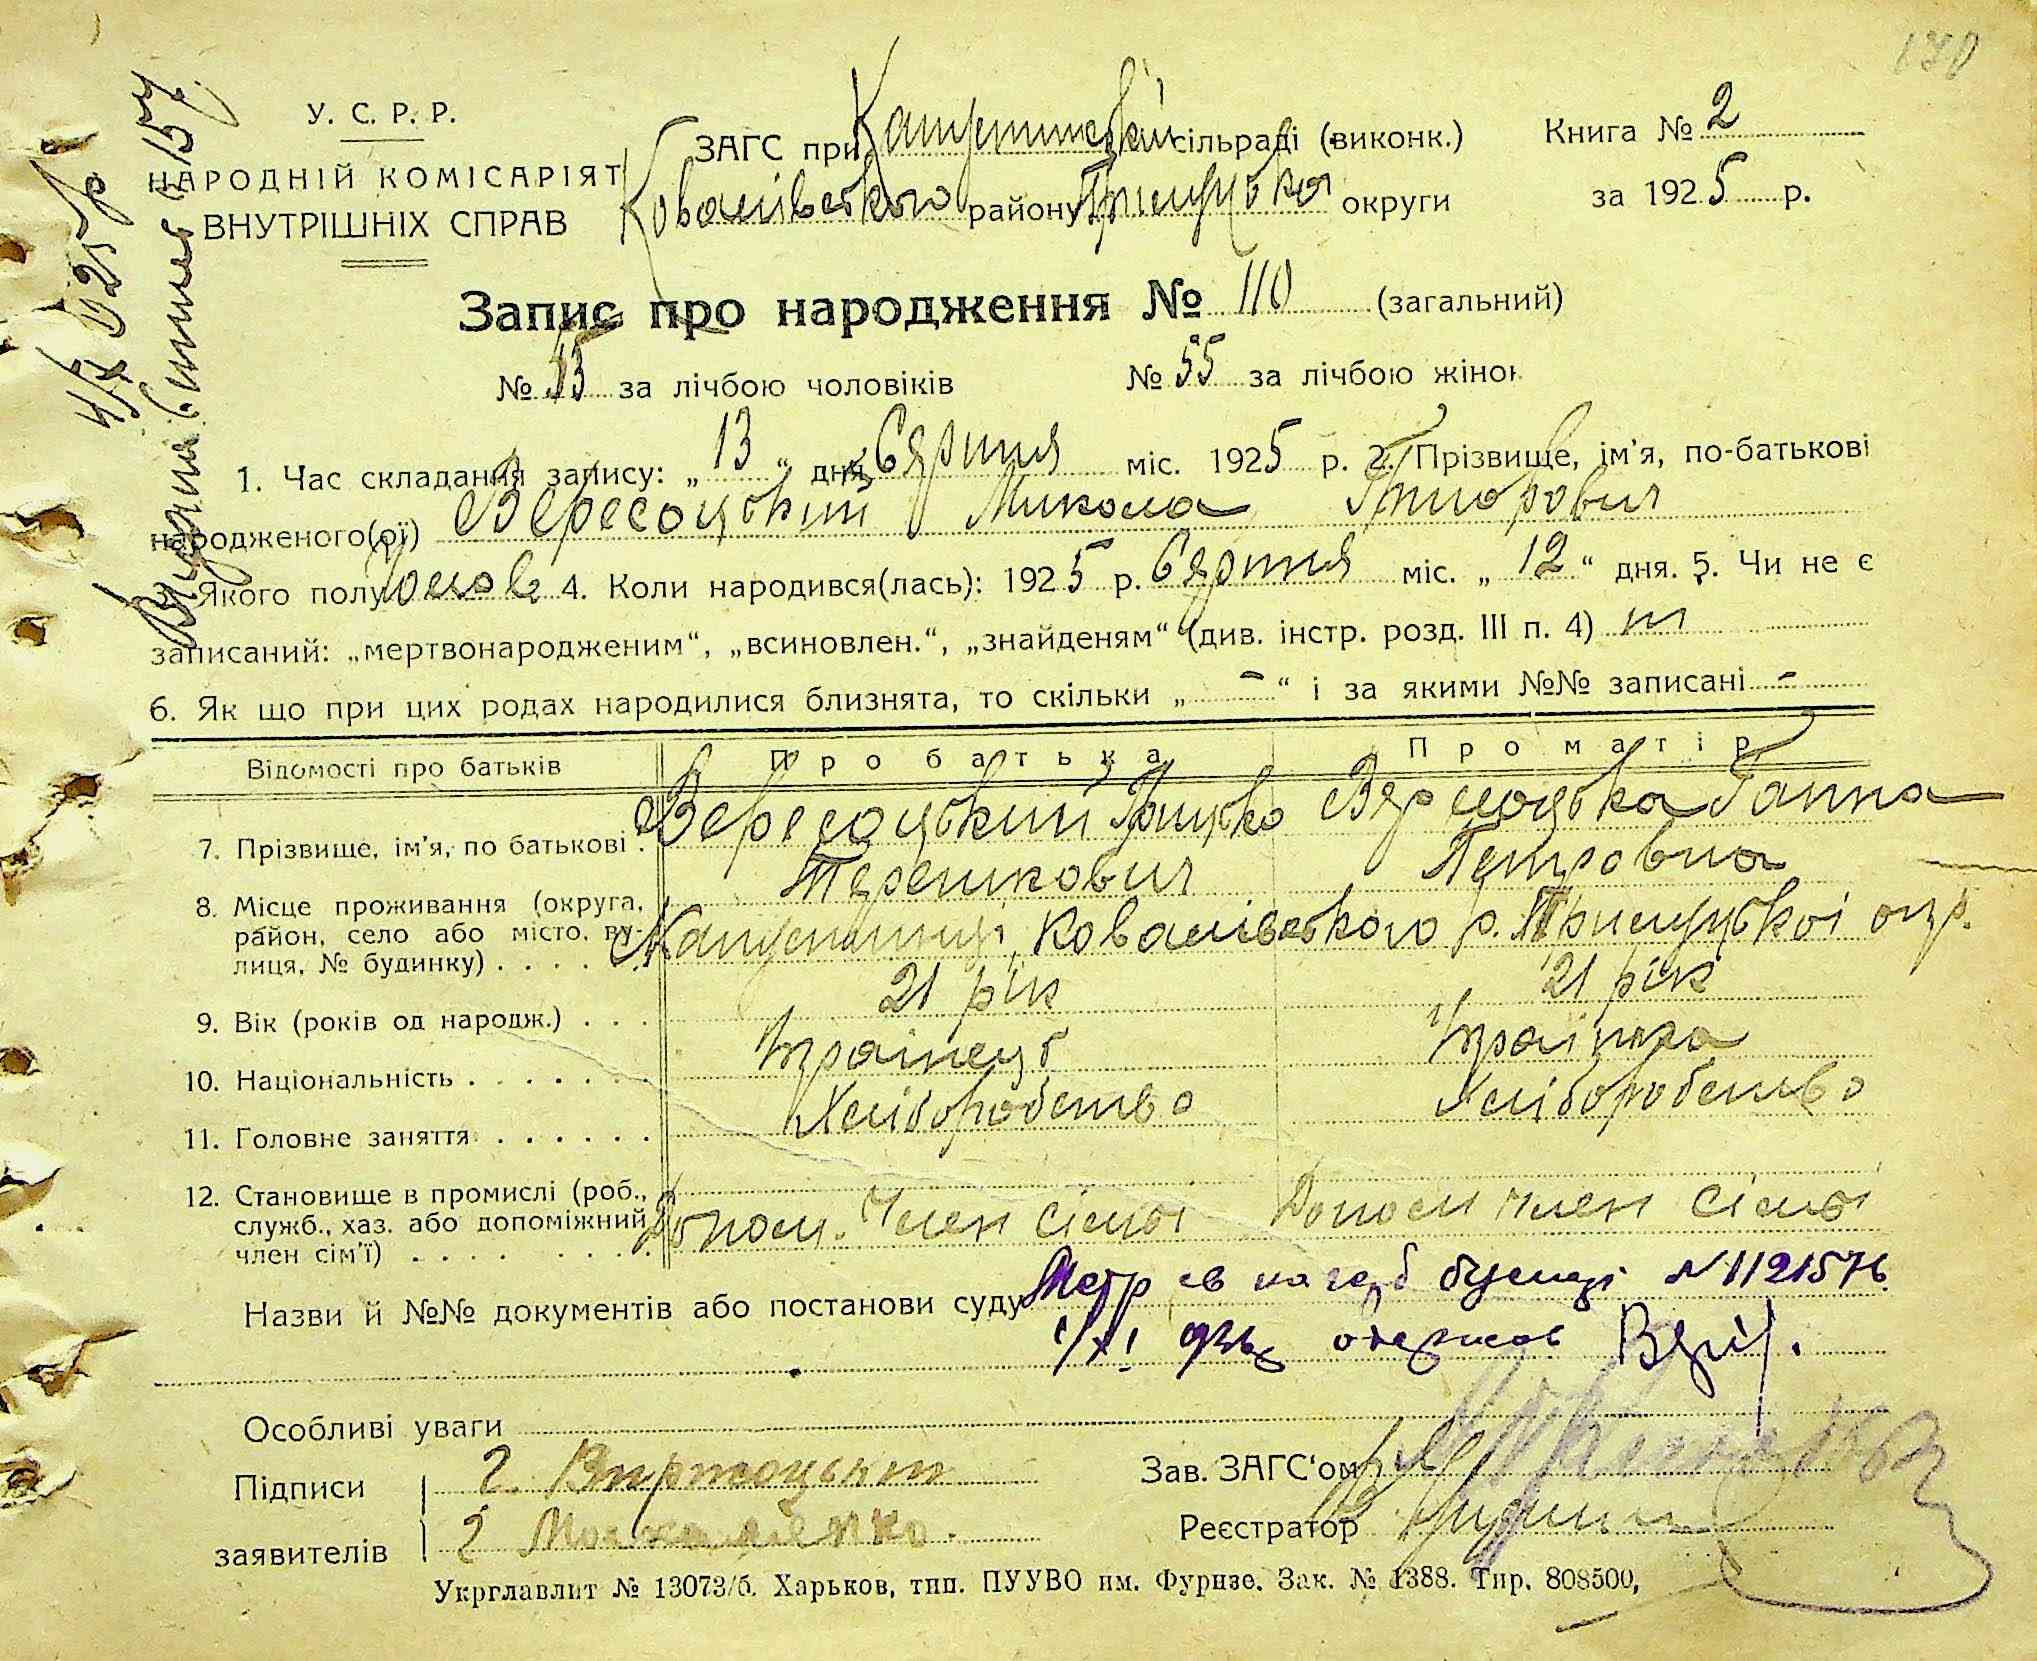 170
У. С. Р. Р.
НАРОДНІЙ КОМІСАРІЯТ
ВНУТРІШНІХ СПРАВ
ЗАГС при Капустинській сільраді (виконк.)
Ковалівського району Прилуцької округи
Книга № 2
за 1925 р.
Запис про народження № 110 (загальний)
№ 55 за лічбою чоловіків № 55 за лічбою жінок
1. Час складання запису: „ 13 “ дня Серпня міс. 1925 р. 2. Прізвище, ім'я, по-батькові
народженого(ої) Вересоцький Микола Григорович
3. Якого полу Чолов. 4. Коли народився(лась): 1925 р. Серпня міс. „ 12 “ дня. 5. Чи не є
записаний: „мертвонародженим“, „всиновлен.“, „знайденям“ (див. інстр. розд. III п. 4) ні
6. Як що при цих родах народилися близнята, то скільки „ - “ і за якими №№ записані -
Відомості про батьків Про батька Про матір
7. Прізвище, ім'я, по батькові . Вересоцький Грицько Вересоцька Ганна
Терешкович Петровна
8. Місце проживання (округа, район, село або місто, вулиця, № будинку) . . . . . Капустинці, Ковалівського р. Прилуцької окр.
9. Вік (років од народж.) . . . 21 рік 21 рік
10. Національність . . . . . . . Українець Українка
11. Головне заняття . . . . . . Хліборобство Хліборобство
12. Становище в промислі (роб., служб., хаз. або допоміжний член сім'ї) . . . . . . . . Допом. член сімьі Допом член сімьі
Назви й №№ документів або постанови суду
№ 1121576
Особливі уваги
Підписи Г.
заявителів
Зав. ЗАГС'ом
Реєстратор
Укрглавлит № 13073/б. Харьков, тип. ПУУВО им. Фурнзе. Зак. № 1388. Тир. 808500,